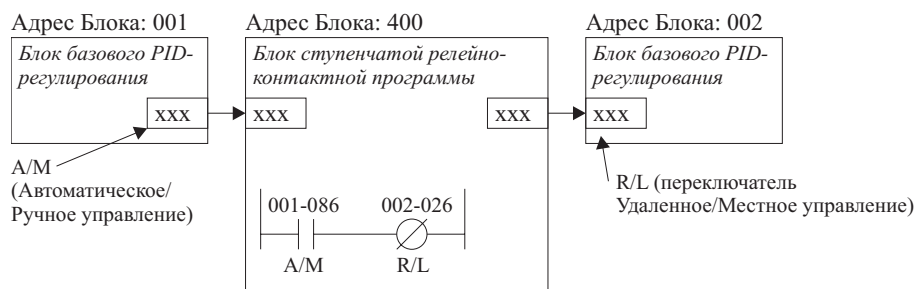 Адрес Блока: 001
Адрес Блока: 400
Адрес Блока: 002
Блок базового PID-
регулирования
Блок ступенчатой релейно-
контактной программы
Блок базового PID-
регулирования
xxx
xxx
xxx
xxx
A/M
(Автоматическое/
Ручное управление)
R/L (переключатель
Удаленное/Местное управление)
001-086
002-026
A/M
R/L